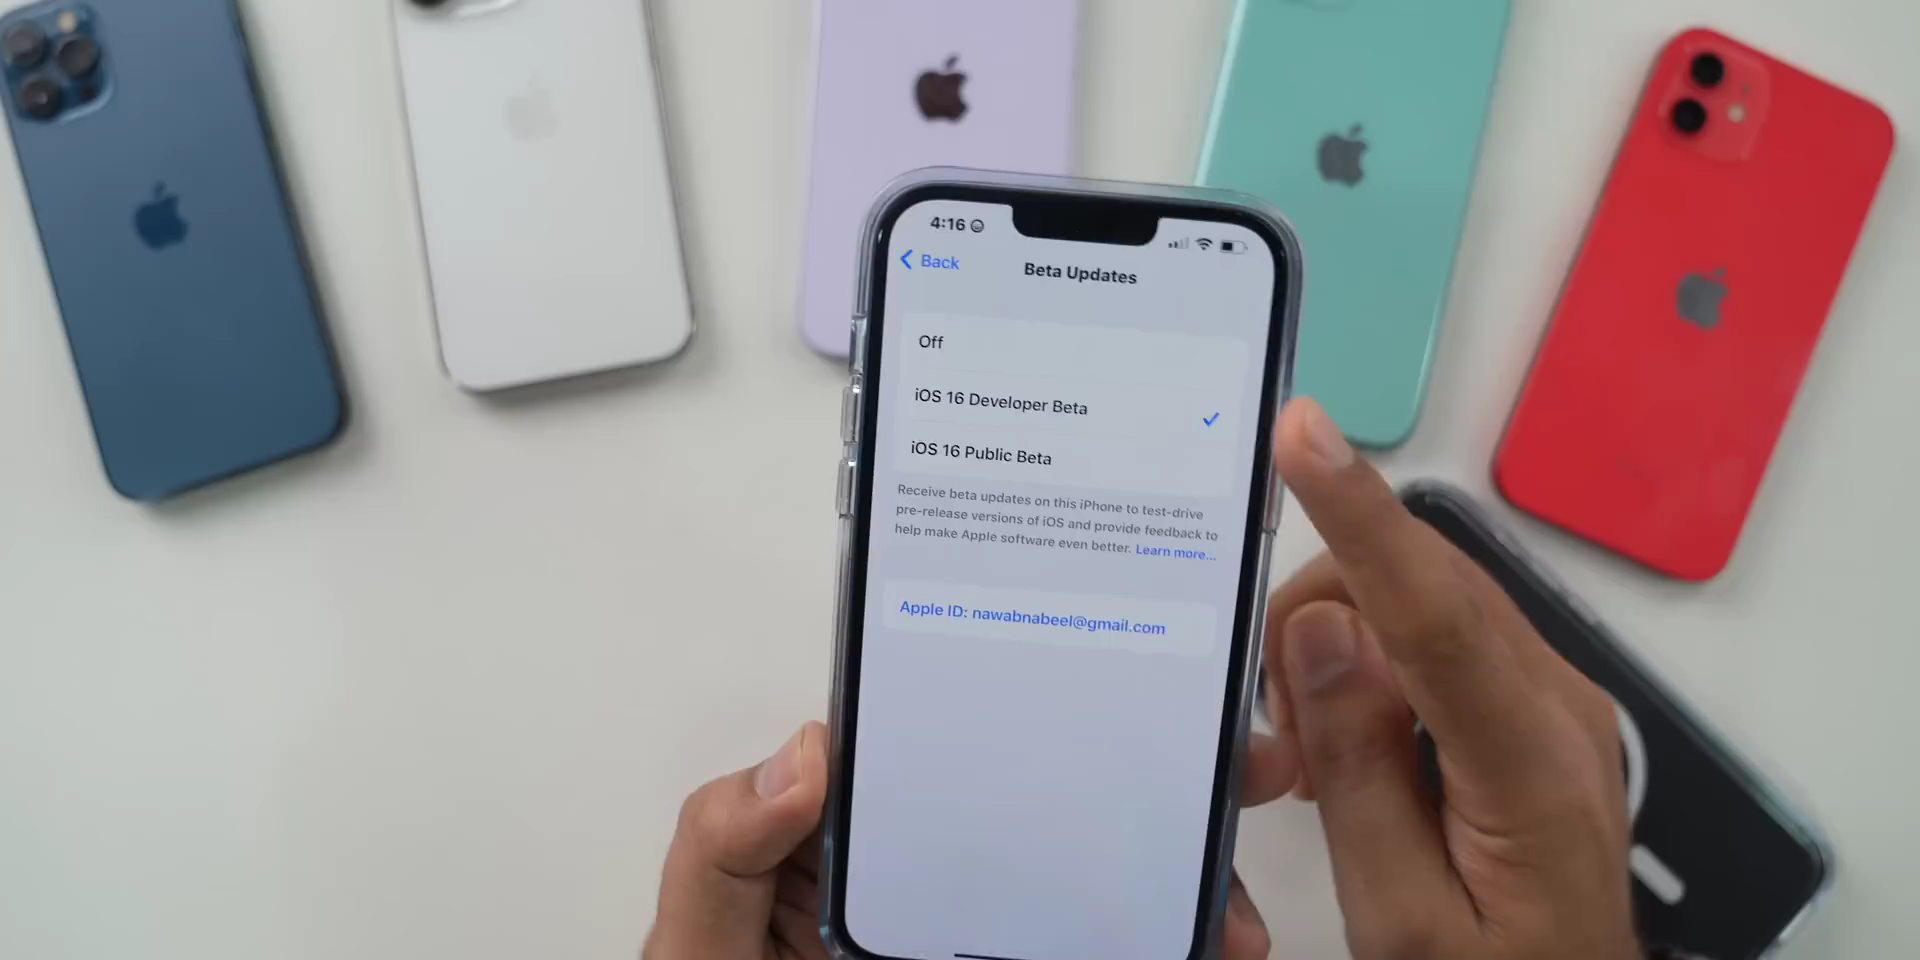 4:16
Back
Beta Updates
Off
iOS 16 Developer Beta
iOS 16 Public Beta
Receive beta updates on this iPhone to test-drive
pre-release versions of iOS and provide feedback to
help make Apple software even better. Learn more...
Apple ID: nawabnabeel@gmail.com